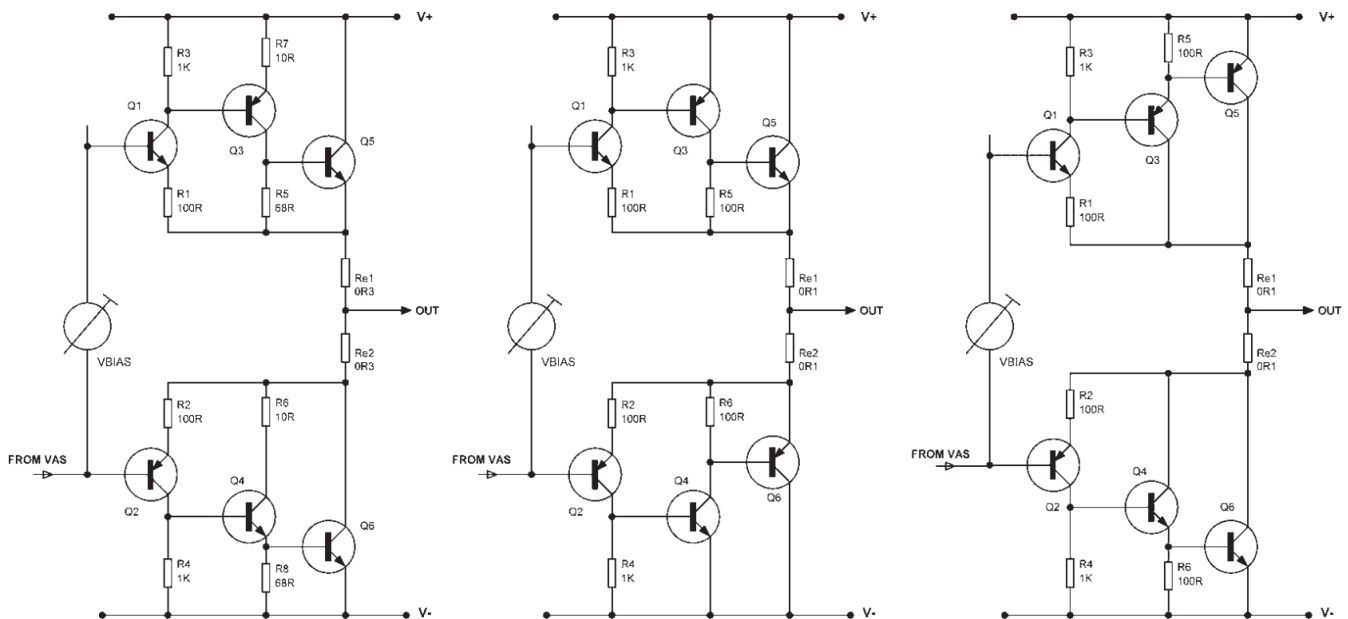 V+
R3
1K
R7
10R
Q1
Q3
Q5
R1
100R
R5
68R
Re1
0R3
OUT
VBIAS
Re2
0R3
R2
100R
R6
10R
FROM VAS
Q2
Q4
Q6
R4
1K
R8
68R
V-
V+
R3
1K
Q1
Q3
Q5
R1
100R
R5
100R
Re1
0R1
OUT
VBIAS
Re2
0R1
R2
100R
R6
100R
FROM VAS
Q2
Q4
Q6
R4
1K
V-
V+
R3
1K
R5
100R
Q1
Q3
Q5
R1
100R
Re1
0R1
OUT
VBIAS
Re2
0R1
R2
100R
FROM VAS
Q2
Q4
Q6
R4
1K
R6
100R
V-